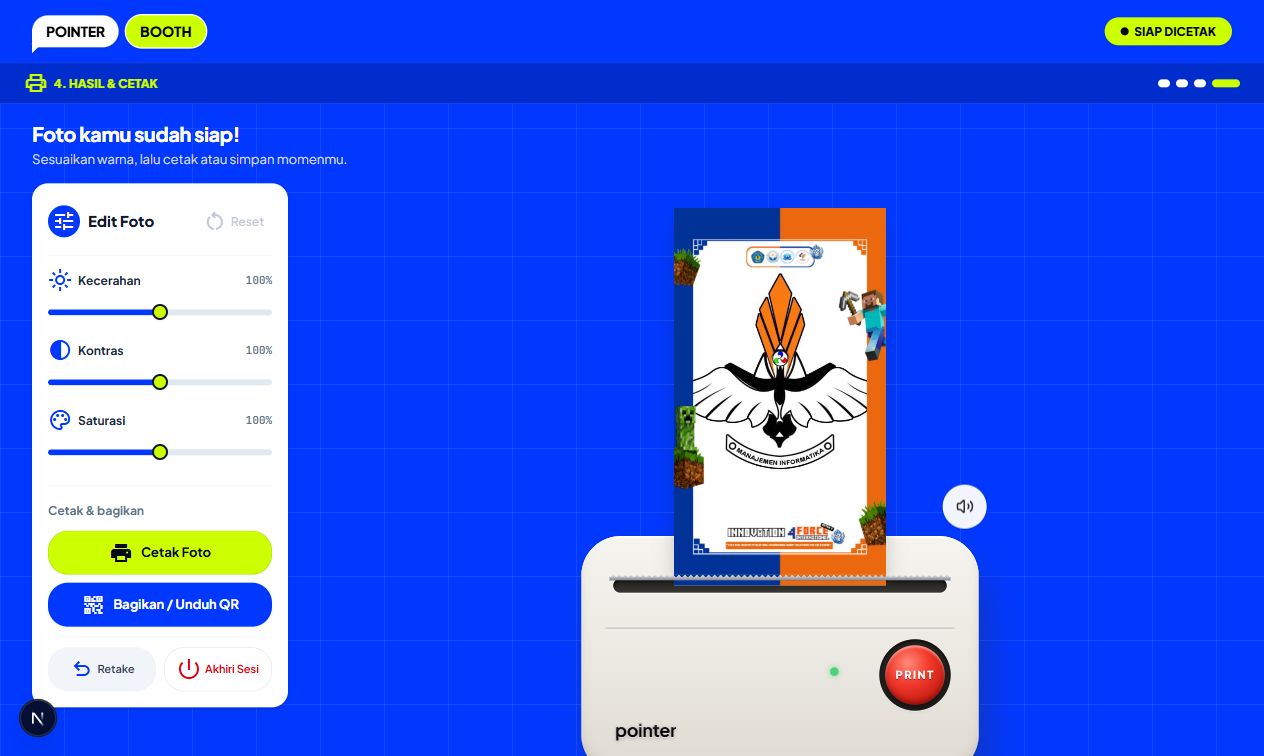 POINTER BOOTH
SIAP DICETAK
4. HASIL & CETAK
Foto kamu sudah siap!
Sesuaikan warna, lalu cetak atau simpan momenmu.
Edit Foto
Reset
Kecerahan 100%
Kontras 100%
Saturasi 100%
Cetak & bagikan
Cetak Foto
Bagikan / Unduh QR
Retake
Akhiri Sesi
N
MANAJEMEN INFORMATIKA
INNOVATION 4FORCE
INTERNATIONAL
PRINT
pointer